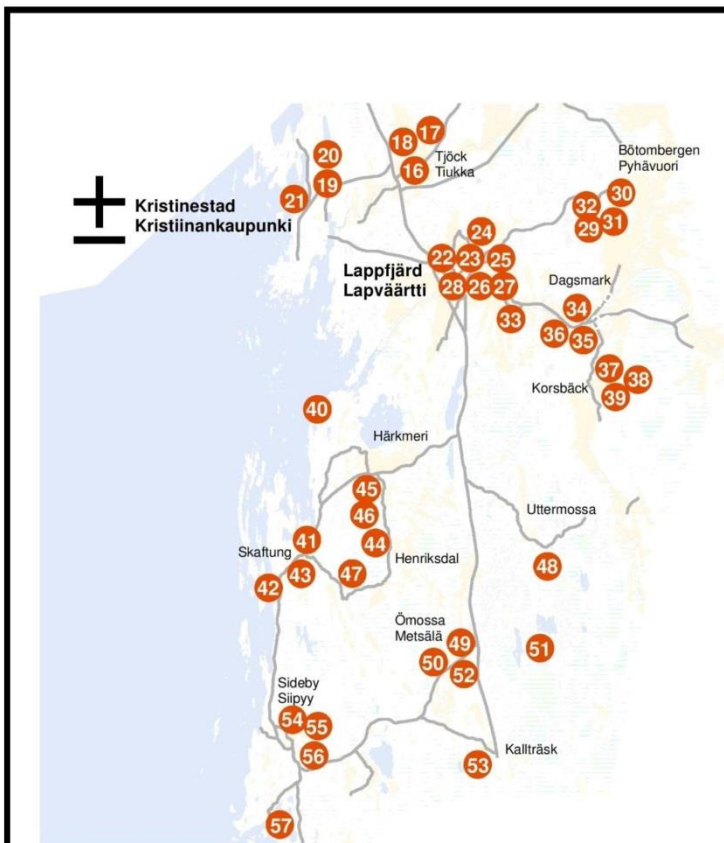 18
17
20
16
Tjöck
Tiukka
19
21
Kristinestad
Kristiinankaupunki
Bötombergen
Pyhävuori
30
32
31
29
24
22
23
25
Lappfjärd
Lapväärtti
28
26
27
33
Dagsmark
34
36
35
37
38
Korsbäck
39
40
Härkmeri
45
46
44
Henriksdal
41
Skaftung
43
47
42
Uttermossa
48
Ömossa
Metsälä
49
50
52
51
Sideby
Siipyy
54
55
56
Kallträsk
53
57